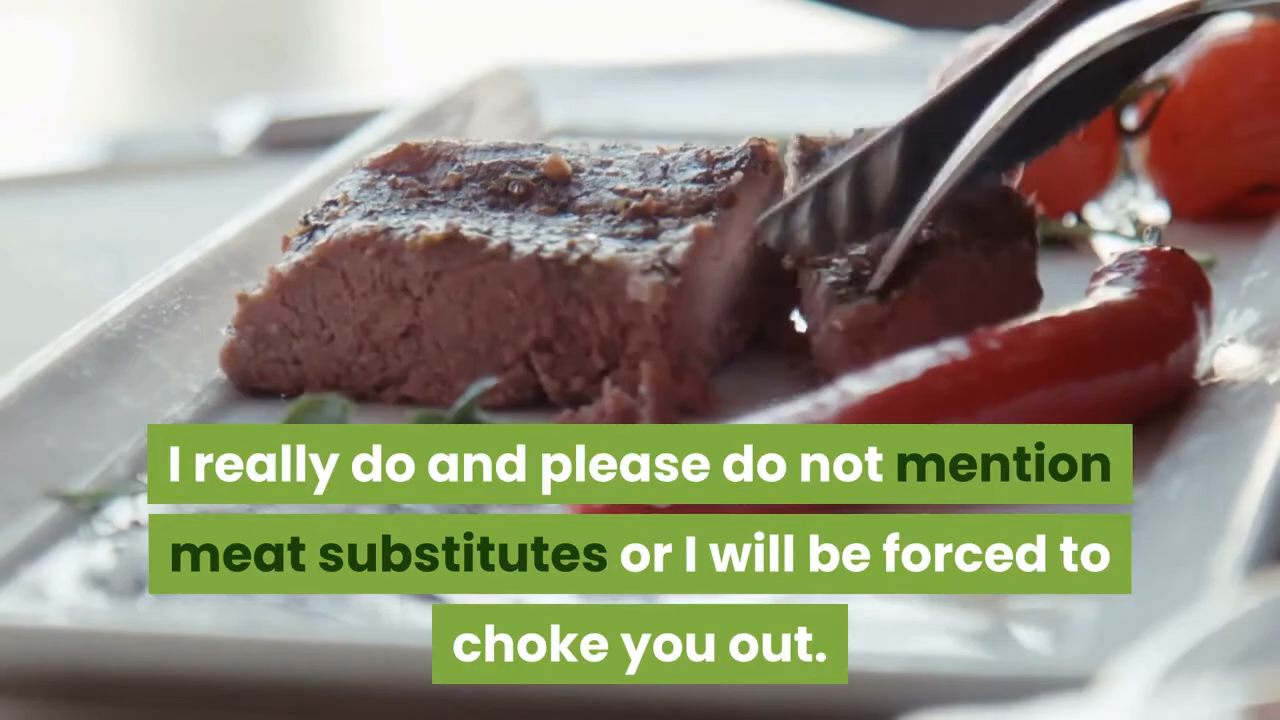 I really do and please do not mention
meat substitutes or I will be forced to
choke you out.